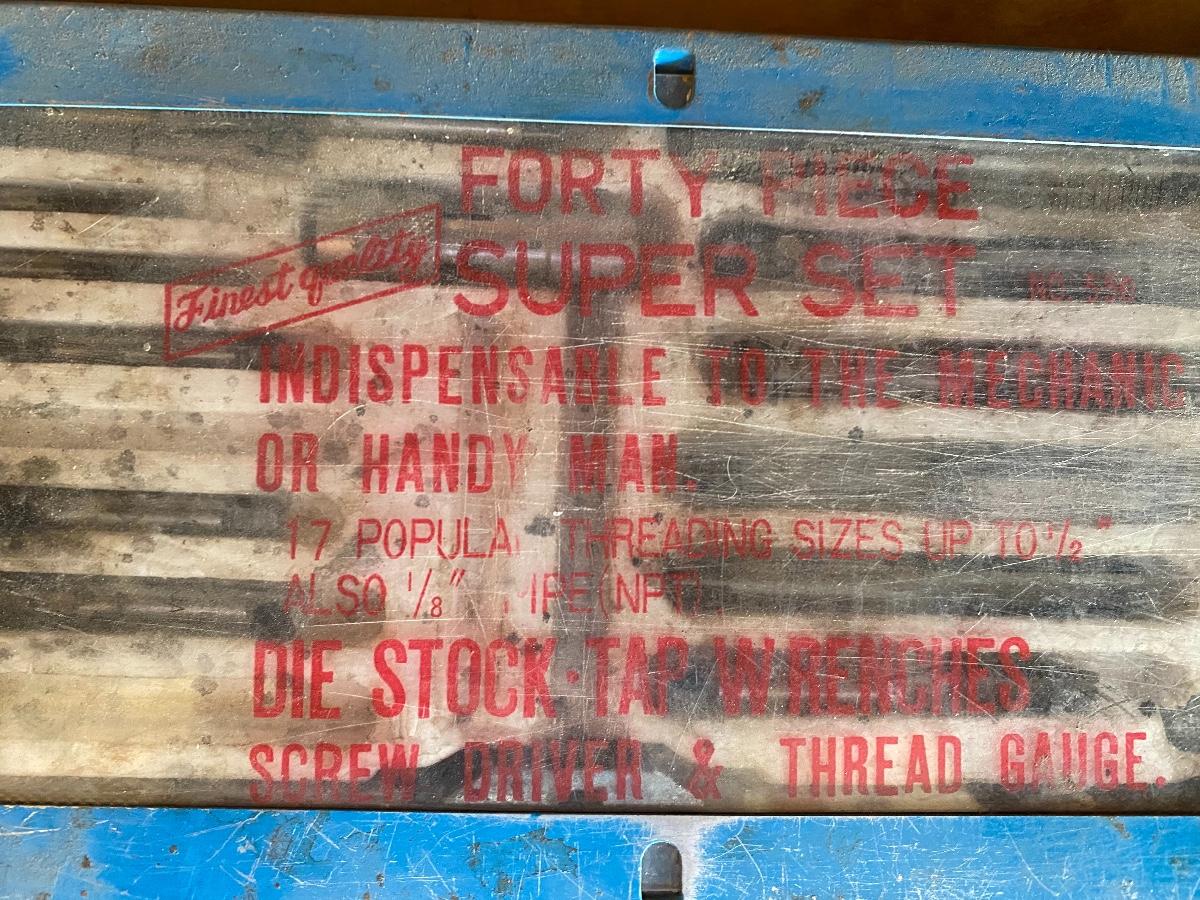 FORTY PIECE
Finest quality
SUPER SET NO.
INDISPENSABLE TO THE MECHANIC
OR HANDY MAN.
17 POPULAR THREADING SIZES UP TO 1/2"
ALSO 1/8" PIPE (NPT).
DIE STOCK·TAP WRENCHES
SCREW DRIVER & THREAD GAUGE.